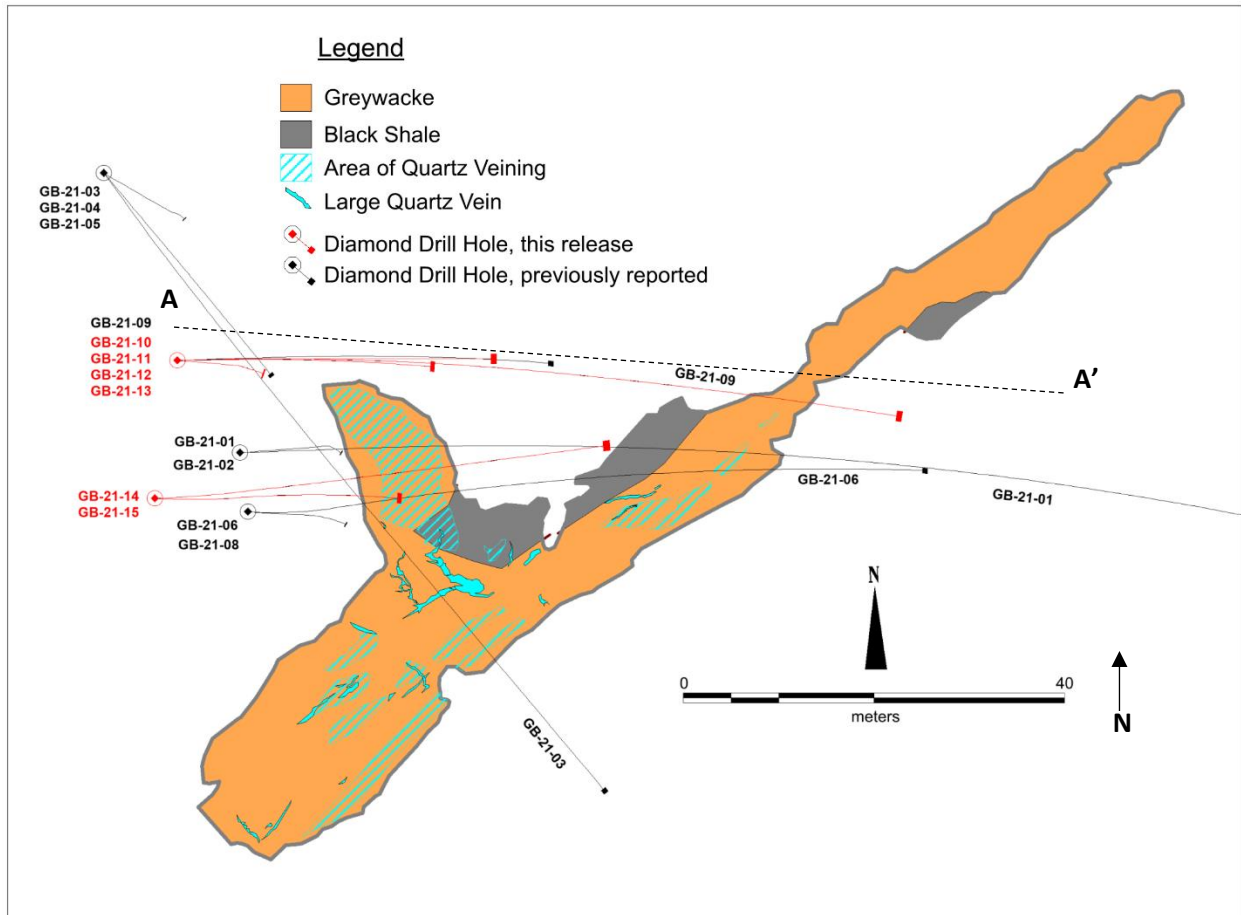 Legend
Greywacke
Black Shale
Area of Quartz Veining
Large Quartz Vein
Diamond Drill Hole, this release
Diamond Drill Hole, previously reported
GB-21-03
GB-21-04
GB-21-05
A
GB-21-09
GB-21-10
GB-21-11
GB-21-12
GB-21-13
GB-21-09
A'
GB-21-01
GB-21-02
GB-21-14
GB-21-15
GB-21-06
GB-21-08
GB-21-06
GB-21-01
N
0
40
meters
N
GB-21-03